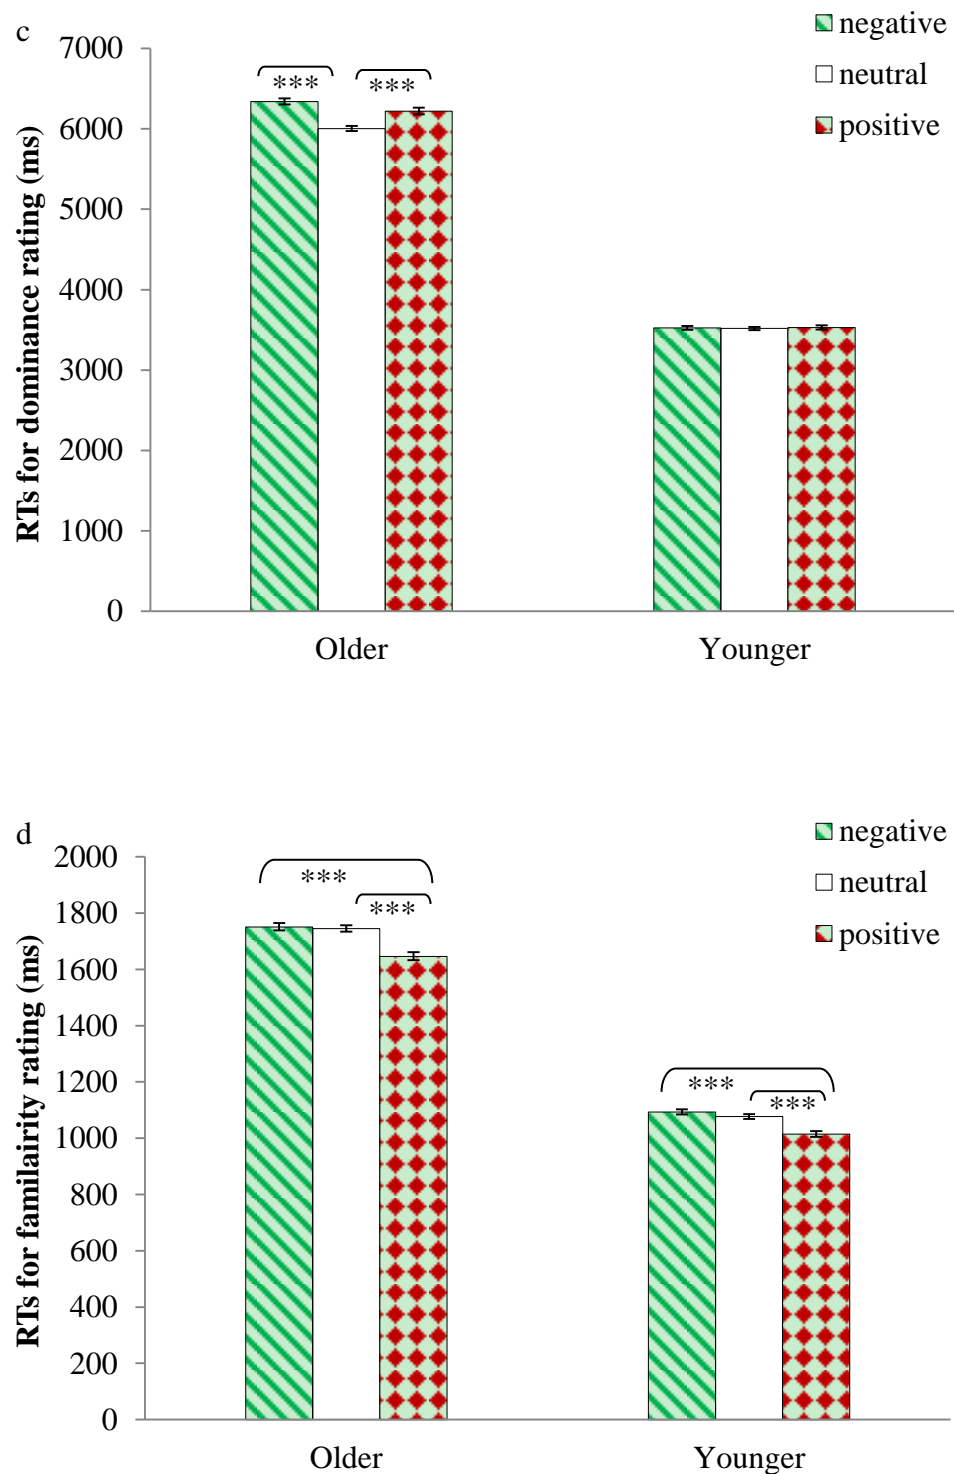 c
negative
neutral
positive
RTs for dominance rating (ms)
7000
6000
5000
4000
3000
2000
1000
0
*** ***
Older Younger
d
negative
neutral
positive
RTs for familairity rating (ms)
2000
1800
1600
1400
1200
1000
800
600
400
200
0
***
***
***
***
Older Younger